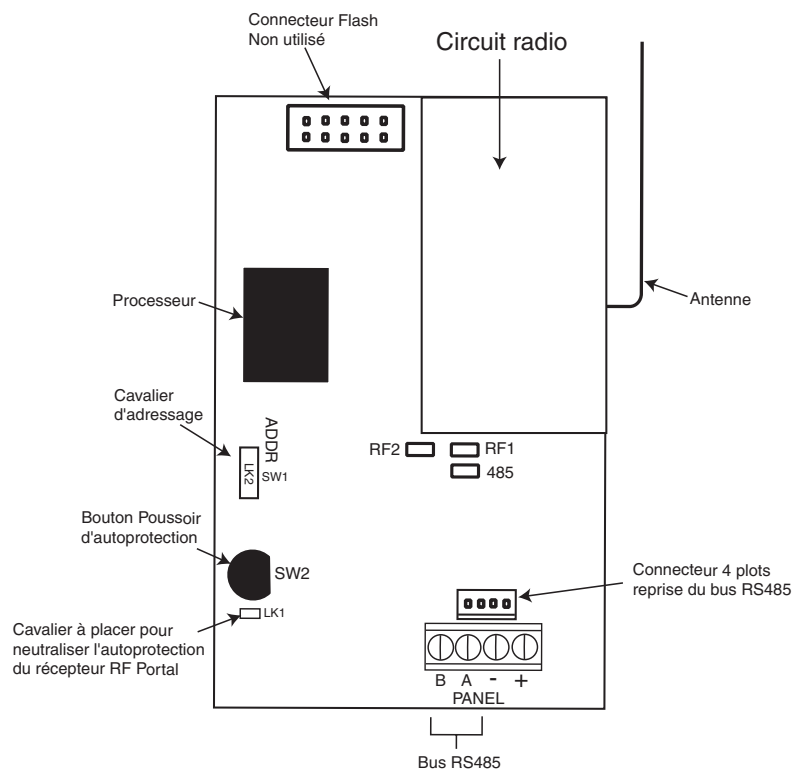 Connecteur Flash
Non utilisé
Circuit radio
Processeur
Antenne
Cavalier
d'adressage
ADDR
LK2
SW1
RF2
RF1
485
Bouton Poussoir
d'autoprotection
SW2
LK1
Connecteur 4 plots
reprise du bus RS485
Cavalier à placer pour
neutraliser l'autoprotection
du récepteur RF Portal
B A - +
PANEL
Bus RS485